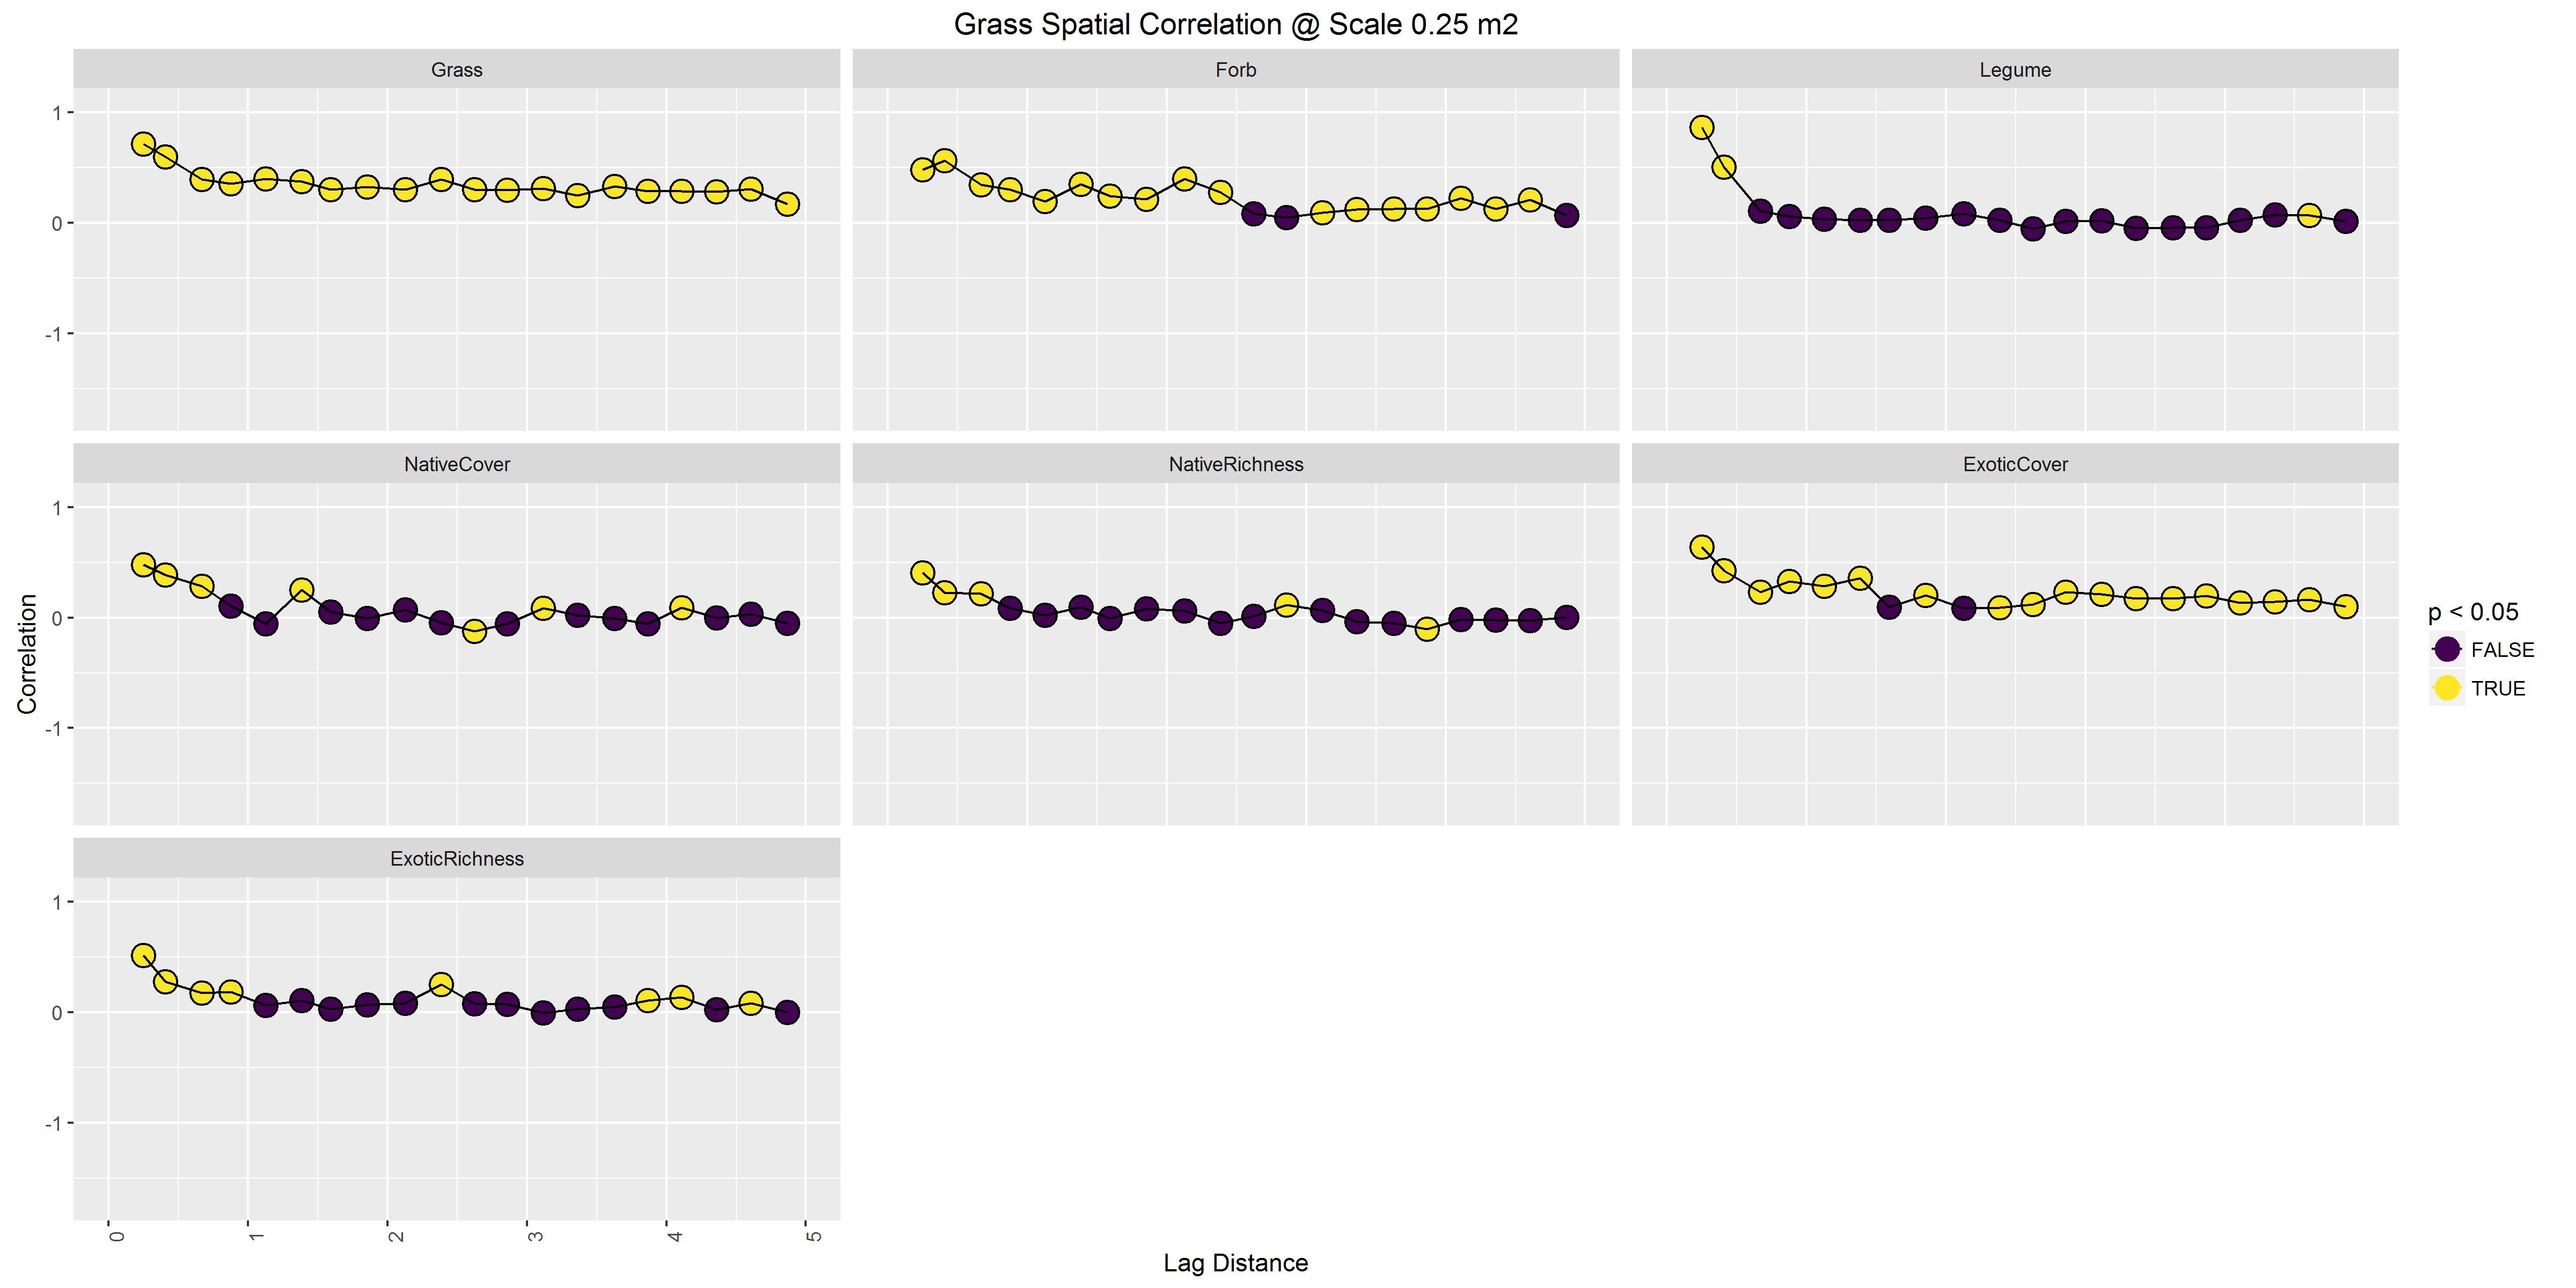 Grass Spatial Correlation @ Scale 0.25 m2
Grass
Forb
Legume
1
0
-1
NativeCover
NativeRichness
ExoticCover
1
0
-1
Correlation
p < 0.05
FALSE
TRUE
ExoticRichness
1
0
-1
0
1
2
3
4
5
Lag Distance